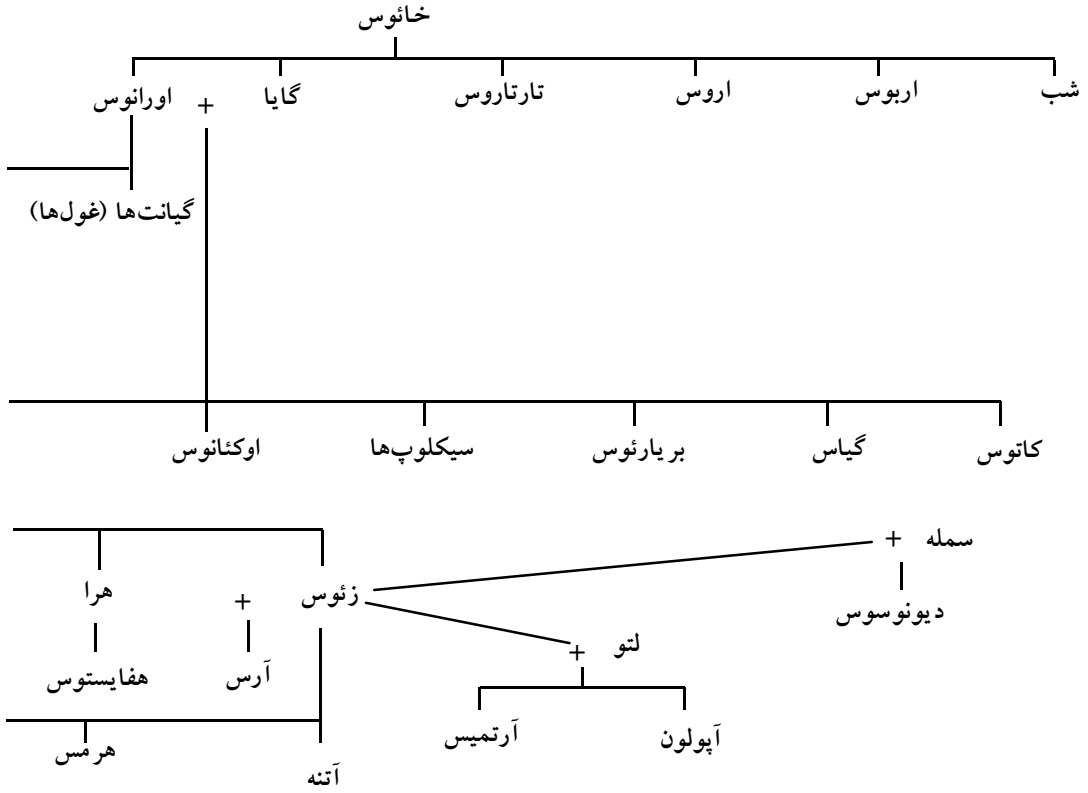 خائوس
شب اربوس اروس تارتاروس گایا + اورانوس
گیانت‌ها (غول‌ها)
کاتوس گیاس بریارئوس سیکلوپ‌ها اوکئانوس
سمله +
دیونوسوس
زئوس + هرا
لتو +
آرس هفایستوس
آپولون آرتمیس
هرمس
آتنه